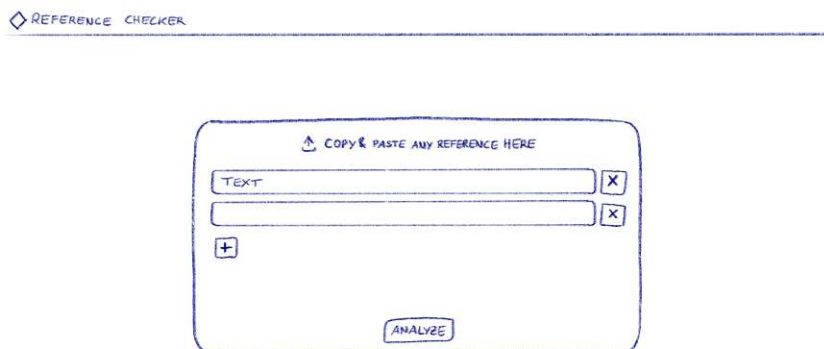 REFERENCE CHECKER
COPY & PASTE ANY REFERENCE HERE
TEXT
X
X
+
ANALYZE